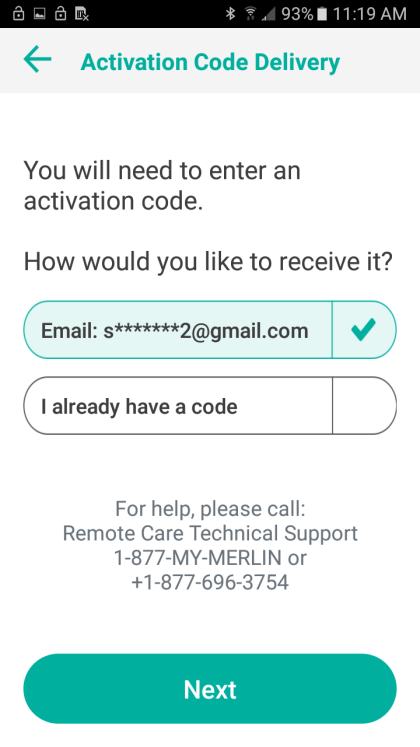 93% 11:19 AM
Activation Code Delivery
You will need to enter an
activation code.
How would you like to receive it?
Email: s*******2@gmail.com
I already have a code
For help, please call:
Remote Care Technical Support
1-877-MY-MERLIN or
+1-877-696-3754
Next